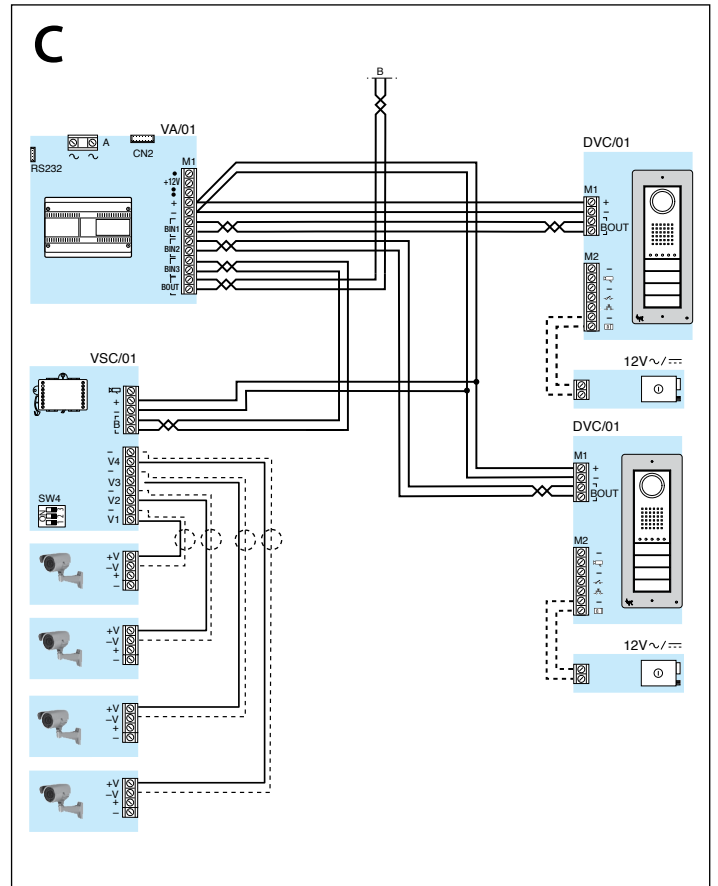 C
B
VA/01
A
CN2
RS232
M1
+12V
+
–
BIN1
BIN2
BIN3
BOUT
DVC/01
M1
+
–
BOUT
M2
–
–
–
12V~/⎓
VSC/01
+
–
B
–
V4
–
V3
–
V2
–
V1
SW4
+V
–V
+
–
+V
–V
+
–
+V
–V
+
–
+V
–V
+
–
DVC/01
M1
+
–
BOUT
M2
–
–
–
12V~/⎓